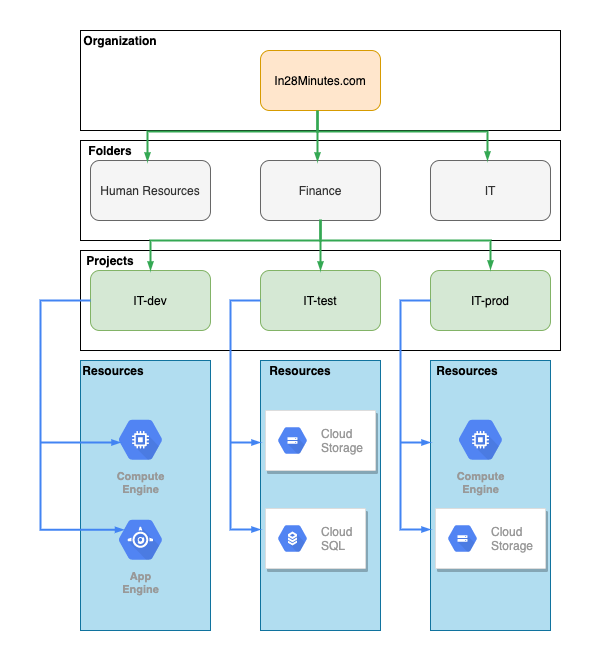 Organization
In28Minutes.com
Folders
Human Resources
Finance
IT
Projects
IT-dev
IT-test
IT-prod
Resources
Resources
Resources
Compute
Engine
App
Engine
Cloud
Storage
Cloud
SQL
Compute
Engine
Cloud
Storage